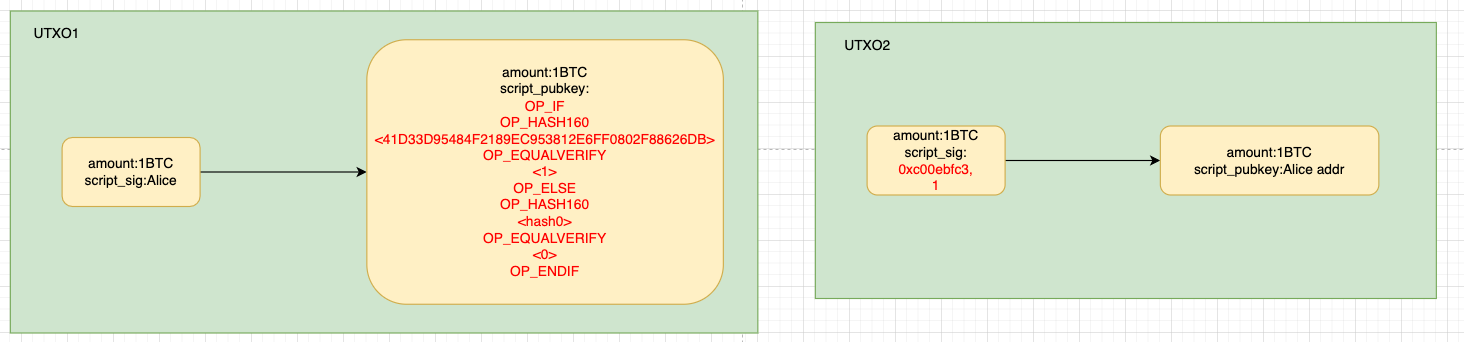 UTXO1
amount:1BTC
script_sig:Alice
amount:1BTC
script_pubkey:
OP_IF
OP_HASH160
<41D33D95484F2189EC953812E6FF0802F88626DB>
OP_EQUALVERIFY
<1>
OP_ELSE
OP_HASH160
<hash0>
OP_EQUALVERIFY
<0>
OP_ENDIF
UTXO2
amount:1BTC
script_sig:
0xc00ebfc3,
1
amount:1BTC
script_pubkey:Alice addr